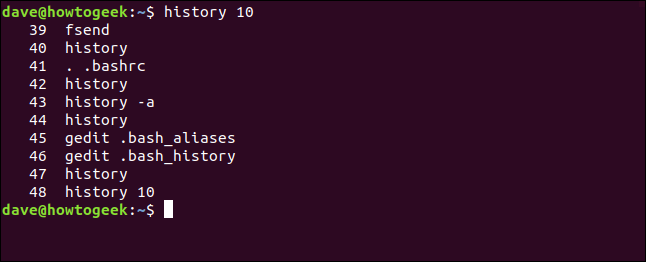 dave@howtogeek:~$ history 10
39 fsend
40 history
41 . .bashrc
42 history
43 history -a
44 history
45 gedit .bash_aliases
46 gedit .bash_history
47 history
48 history 10
dave@howtogeek:~$